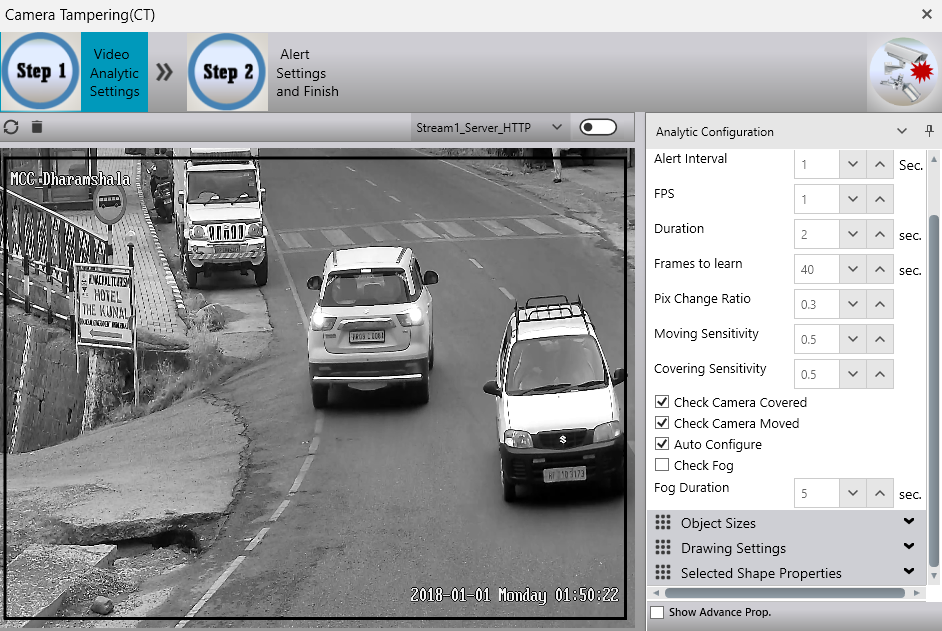 Camera Tampering(CT)
Step 1
Video
Analytic
Settings
Step 2
Alert
Settings
and Finish
Stream1_Server_HTTP
Analytic Configuration
MCC Dharamshala
HOTEL
THE KUNAL
2018-01-01 Monday 01:50:22
Alert Interval 1 Sec.
FPS 1
Duration 2 sec.
Frames to learn 40 sec.
Pix Change Ratio 0.3
Moving Sensitivity 0.5
Covering Sensitivity 0.5
Check Camera Covered
Check Camera Moved
Auto Configure
Check Fog
Fog Duration 5 sec.
Object Sizes
Drawing Settings
Selected Shape Properties
Show Advance Prop.